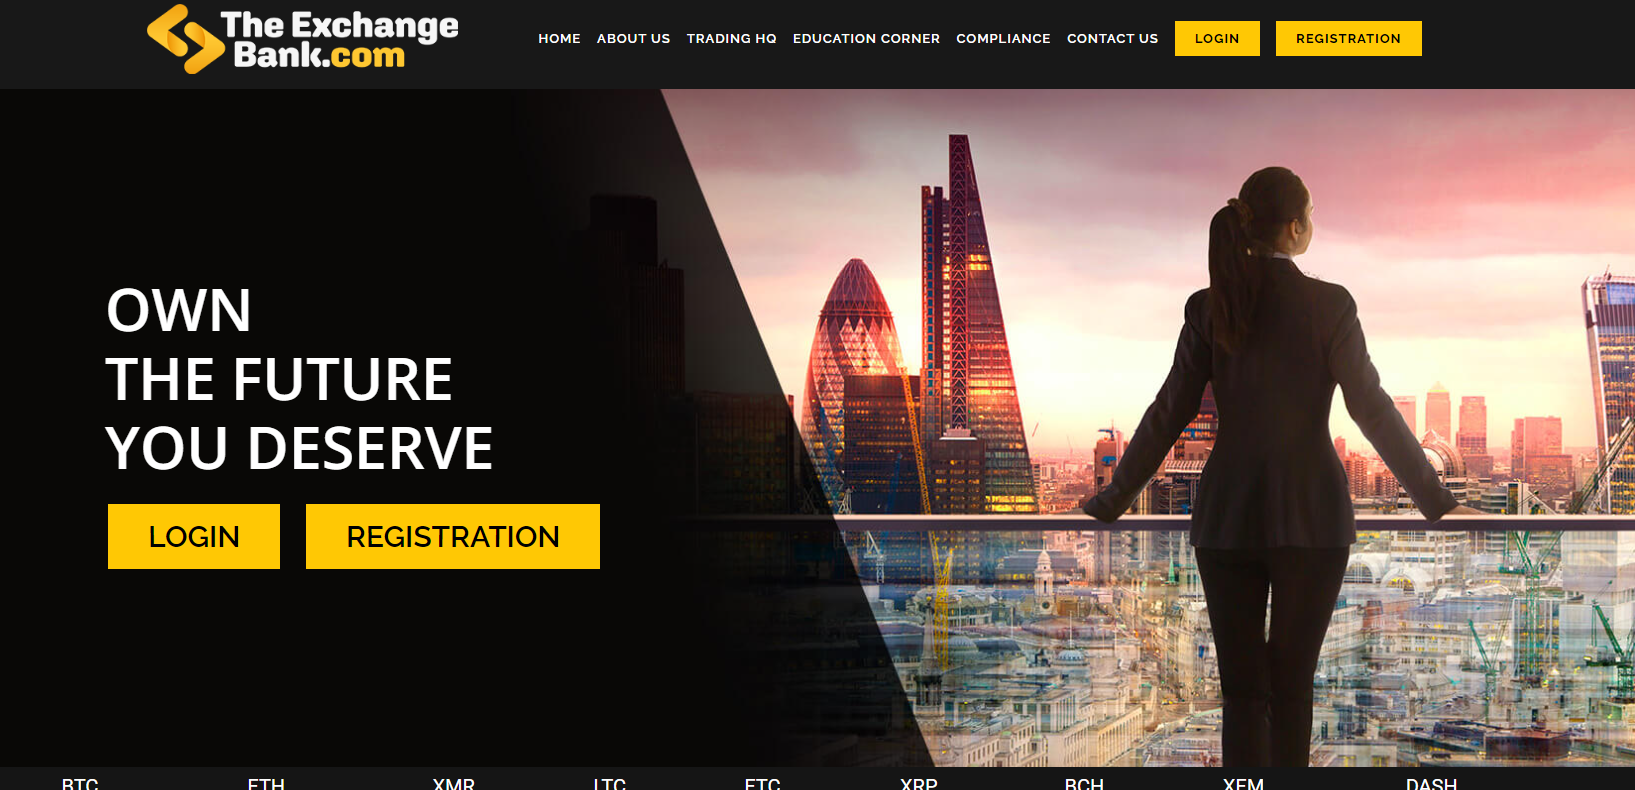 The Exchange
Bank.com
HOME ABOUT US TRADING HQ EDUCATION CORNER COMPLIANCE CONTACT US LOGIN REGISTRATION
OWN
THE FUTURE
YOU DESERVE
LOGIN REGISTRATION
BTC ETH XMR LTC ETC XRP BCH XEM DASH